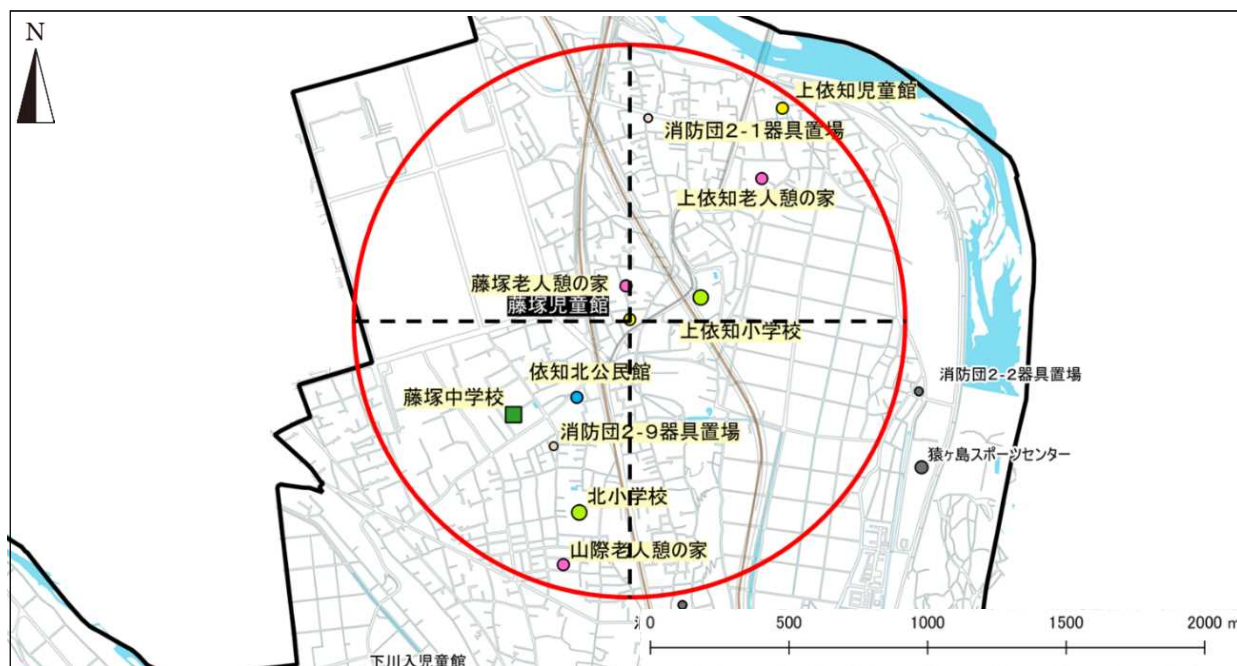 N
上依知児童館
消防団2-1器具置場
上依知老人憩の家
藤塚老人憩の家
藤塚児童館
上依知小学校
依知北公民館
消防団2-2器具置場
藤塚中学校
消防団2-9器具置場
猿ヶ島スポーツセンター
北小学校
山際老人憩の家
0 500 1000 1500 2000 m
下川入児童館